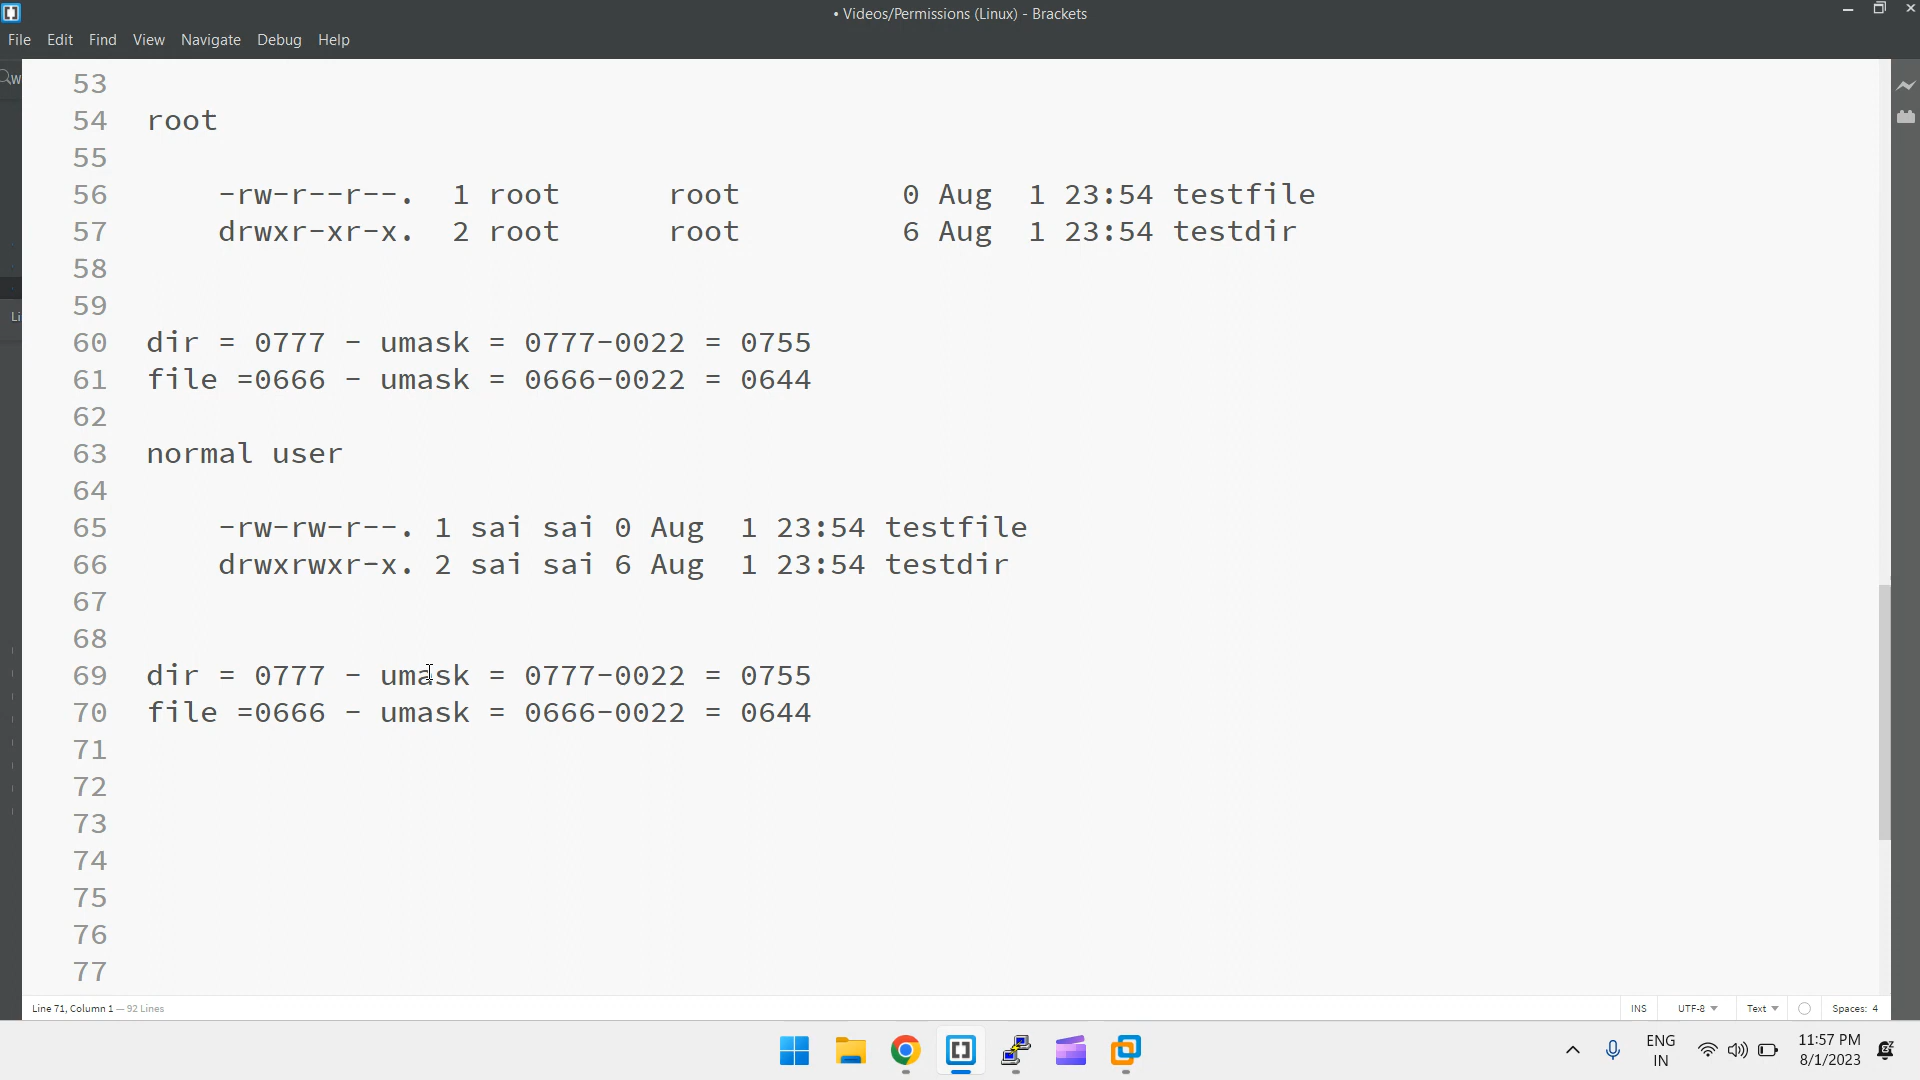 • Videos/Permissions (Linux) - Brackets
File Edit Find View Navigate Debug Help
53
54 root
55
56 -rw-r--r--. 1 root root 0 Aug 1 23:54 testfile
57 drwxr-xr-x. 2 root root 6 Aug 1 23:54 testdir
58
59
60 dir = 0777 - umask = 0777-0022 = 0755
61 file =0666 - umask = 0666-0022 = 0644
62
63 normal user
64
65 -rw-rw-r--. 1 sai sai 0 Aug 1 23:54 testfile
66 drwxrwxr-x. 2 sai sai 6 Aug 1 23:54 testdir
67
68
69 dir = 0777 - umask = 0777-0022 = 0755
70 file =0666 - umask = 0666-0022 = 0644
71
72
73
74
75
76
77
Line 71, Column 1 — 92 Lines INS UTF-8 Text Spaces: 4
ENG 11:57 PM
IN 8/1/2023